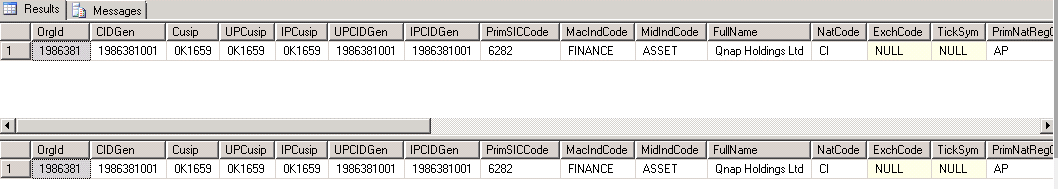 Results Messages
OrgId CIDGen Cusip UPCusip IPCusip UPCIDGen IPCIDGen PrimSICCode MacIndCode MidIndCode FullName NatCode ExchCode TickSym PrimNatReg
1 1986381 1986381001 0K1659 0K1659 0K1659 1986381001 1986381001 6282 FINANCE ASSET Qnap Holdings Ltd CI NULL NULL AP
OrgId CIDGen Cusip UPCusip IPCusip UPCIDGen IPCIDGen PrimSICCode MacIndCode MidIndCode FullName NatCode ExchCode TickSym PrimNatRegC
1 1986381 1986381001 0K1659 0K1659 0K1659 1986381001 1986381001 6282 FINANCE ASSET Qnap Holdings Ltd CI NULL NULL AP